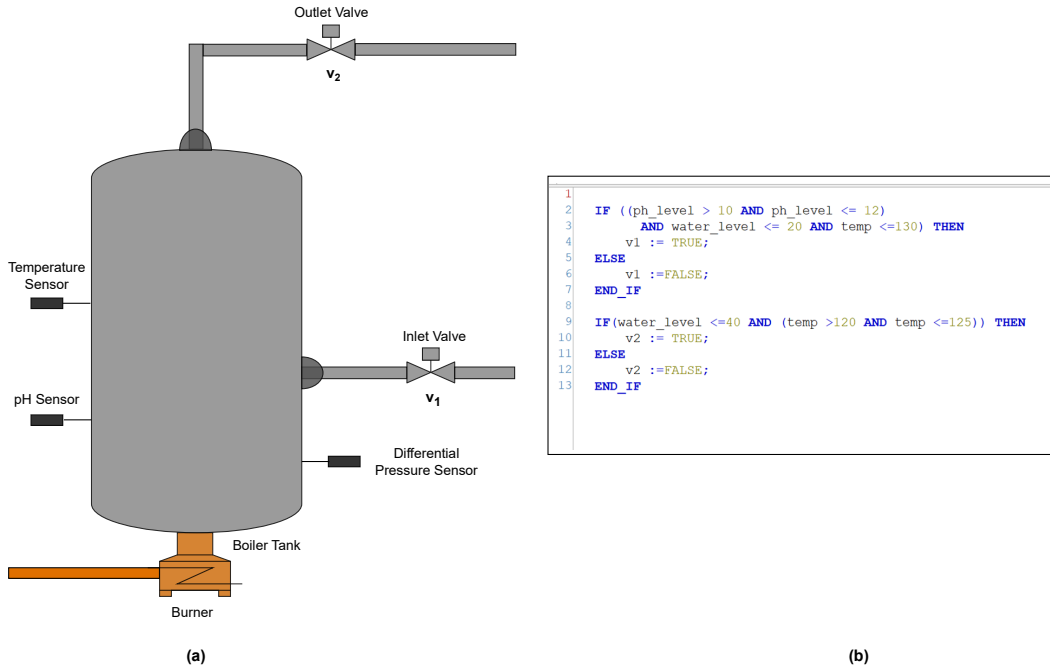 Outlet Valve
v2
Temperature
Sensor
Inlet Valve
v1
pH Sensor
Differential
Pressure Sensor
Boiler Tank
Burner
(a)
1
2 IF ((ph_level > 10 AND ph_level <= 12)
3 AND water_level <= 20 AND temp <=130) THEN
4 v1 := TRUE;
5 ELSE
6 v1 :=FALSE;
7 END_IF
8
9 IF(water_level <=40 AND (temp >120 AND temp <=125)) THEN
10 v2 := TRUE;
11 ELSE
12 v2 :=FALSE;
13 END_IF
(b)